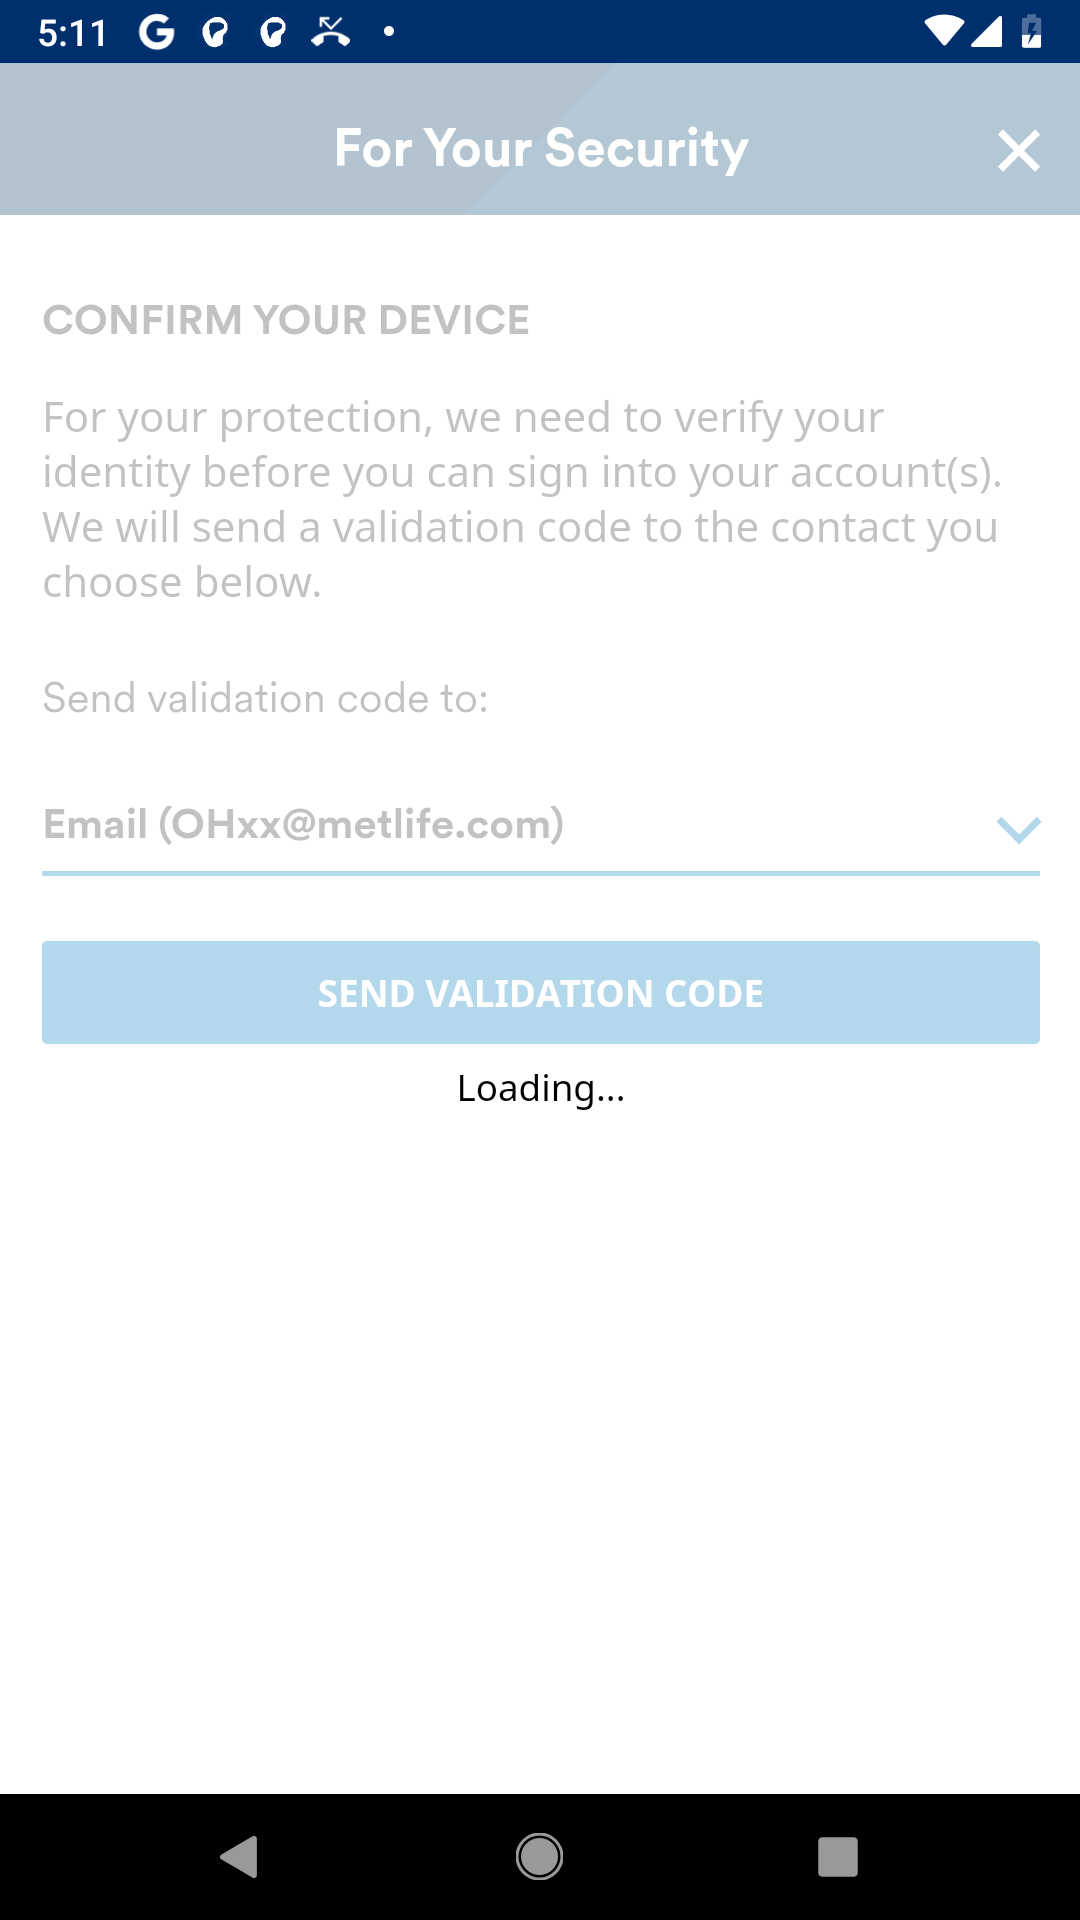 5:11
For Your Security
CONFIRM YOUR DEVICE
For your protection, we need to verify your
identity before you can sign into your account(s).
We will send a validation code to the contact you
choose below.
Send validation code to:
Email (OHxx@metlife.com)
SEND VALIDATION CODE
Loading...